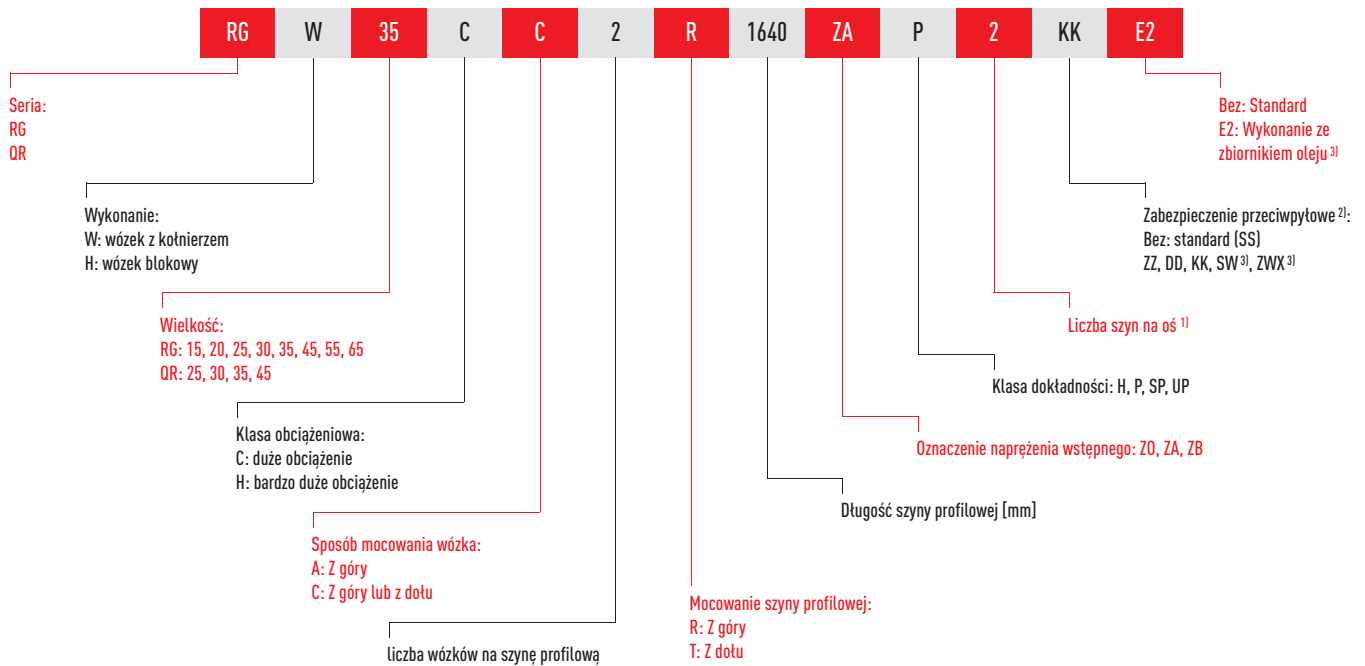 RG W 35 C C 2 R 1640 ZA P 2 KK E2
Seria:
RG
QR
Bez: Standard
E2: Wykonanie ze
zbiornikiem oleju 3)
Wykonanie:
W: wózek z kołnierzem
H: wózek blokowy
Zabezpieczenie przeciwpyłowe 2):
Bez: standard (SS)
ZZ, DD, KK, SW 3), ZWX 3)
Wielkość:
RG: 15, 20, 25, 30, 35, 45, 55, 65
QR: 25, 30, 35, 45
Liczba szyn na oś 1)
Klasa dokładności: H, P, SP, UP
Klasa obciążeniowa:
C: duże obciążenie
H: bardzo duże obciążenie
Oznaczenie naprężenia wstępnego: ZO, ZA, ZB
Długość szyny profilowej [mm]
Sposób mocowania wózka:
A: Z góry
C: Z góry lub z dołu
Mocowanie szyny profilowej:
R: Z góry
T: Z dołu
liczba wózków na szynę profilową